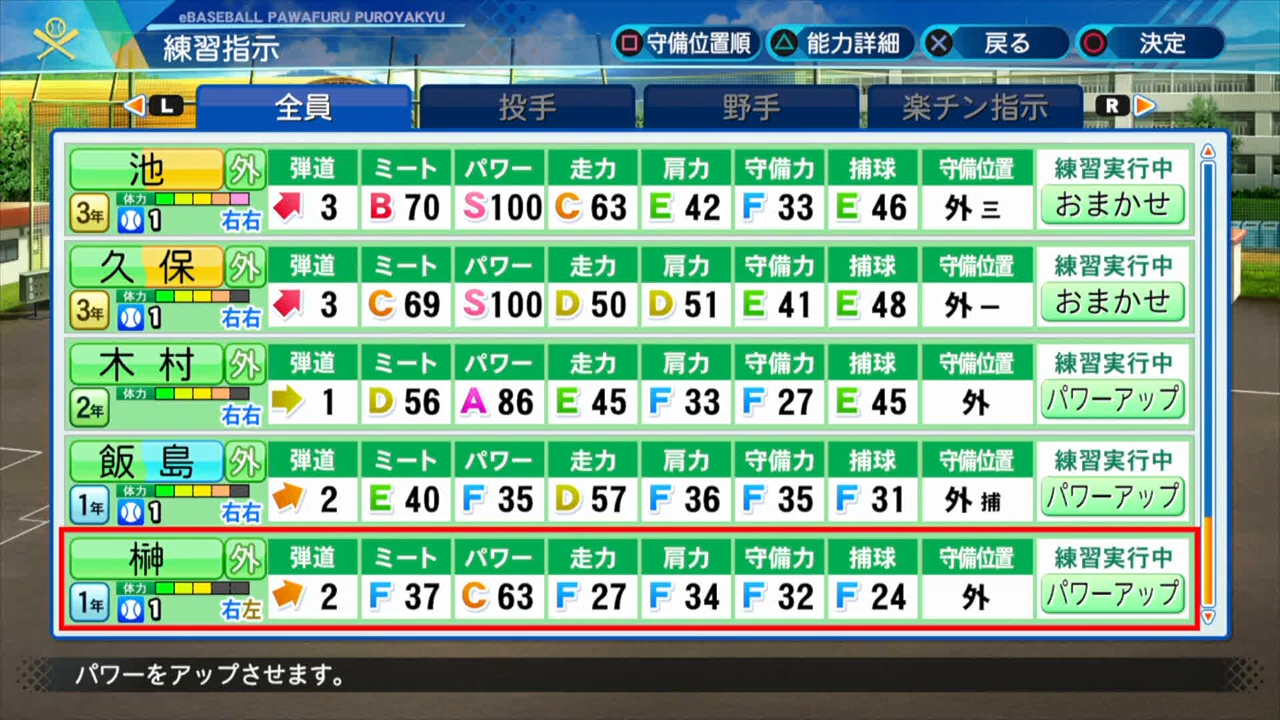 eBASEBALL PAWAFURU PUROYAKYU
練習指示
守備位置順 能力詳細 戻る 決定
L 全員 投手 野手 楽チン指示 R
池 外 弾道 ミート パワー 走力 肩力 守備力 捕球 守備位置 練習実行中
3年 体力 1 右右 3 B 70 S 100 C 63 E 42 F 33 E 46 外 三 おまかせ
久保 外 弾道 ミート パワー 走力 肩力 守備力 捕球 守備位置 練習実行中
3年 体力 1 右右 3 C 69 S 100 D 50 D 51 E 41 E 48 外 一 おまかせ
木村 外 弾道 ミート パワー 走力 肩力 守備力 捕球 守備位置 練習実行中
2年 体力 右右 1 D 56 A 86 E 45 F 33 F 27 E 45 外 パワーアップ
飯島 外 弾道 ミート パワー 走力 肩力 守備力 捕球 守備位置 練習実行中
1年 体力 1 右右 2 E 40 F 35 D 57 F 36 F 35 F 31 外 捕 パワーアップ
榊 外 弾道 ミート パワー 走力 肩力 守備力 捕球 守備位置 練習実行中
1年 体力 1 右左 2 F 37 C 63 F 27 F 34 F 32 F 24 外 パワーアップ
パワーをアップさせます。